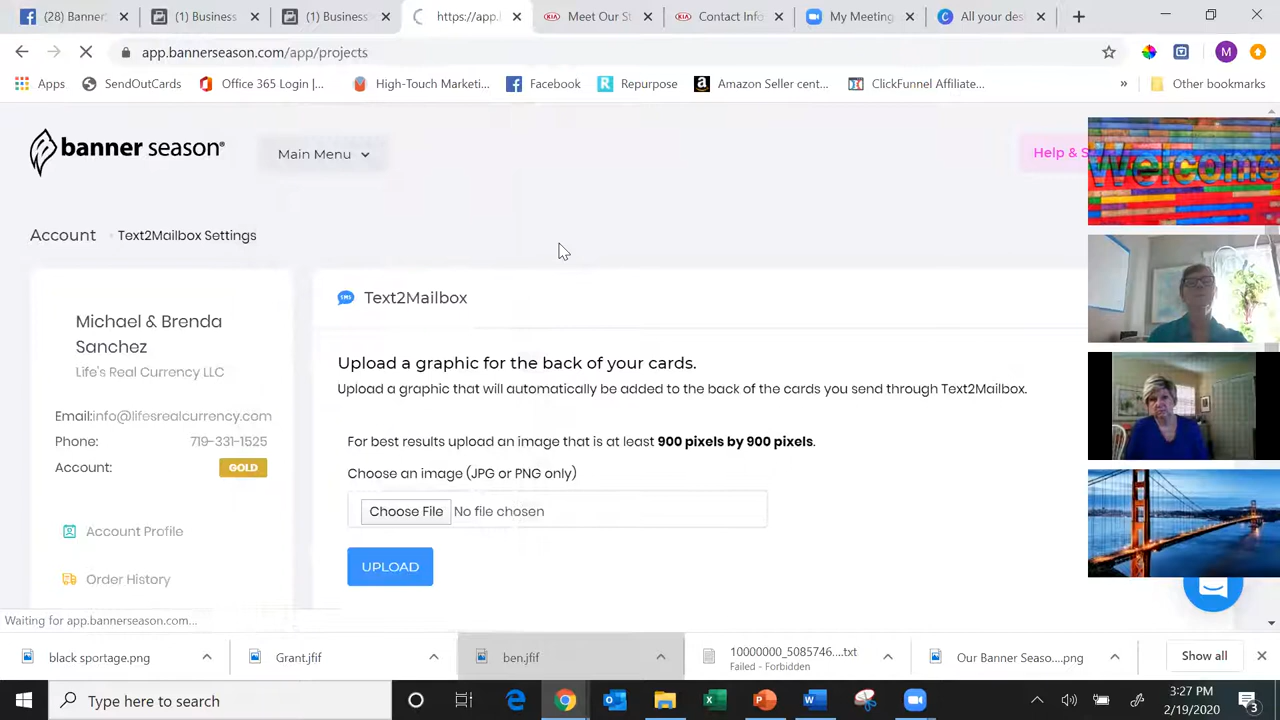 (28) Banner
(1) Business
(1) Business
https://app.
Meet Our St
Contact Info
My Meeting
All your des
app.bannerseason.com/app/projects
M
Apps
SendOutCards
Office 365 Login |...
High-Touch Marketi...
Facebook
Repurpose
Amazon Seller cent...
ClickFunnel Affiliate...
»
Other bookmarks
banner season®
Main Menu
Help & S
Welcome
Account
Text2Mailbox Settings
SMS
Text2Mailbox
Michael & Brenda
Sanchez
Life's Real Currency LLC
Email:info@lifesrealcurrency.com
Phone: 719-331-1525
Account: GOLD
Account Profile
Order History
Upload a graphic for the back of your cards.
Upload a graphic that will automatically be added to the back of the cards you send through Text2Mailbox.
For best results upload an image that is at least 900 pixels by 900 pixels.
Choose an image (JPG or PNG only)
Choose File No file chosen
UPLOAD
Waiting for app.bannerseason.com...
black sportage.png
Grant.jfif
ben.jfif
10000000_5085746....txt
Failed - Forbidden
Our Banner Seaso....png
Show all
Type here to search
3:27 PM
2/19/2020
3